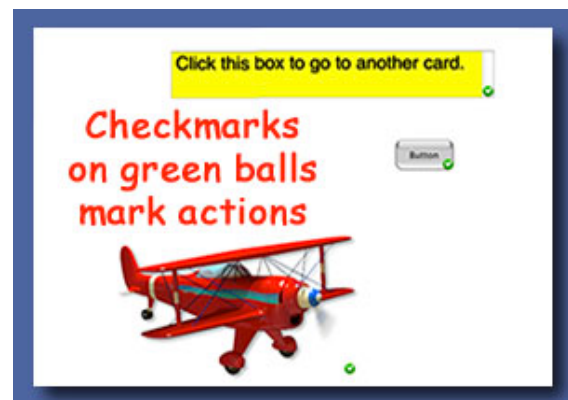 Click this box to go to another card.
Checkmarks
on green balls
mark actions
Button